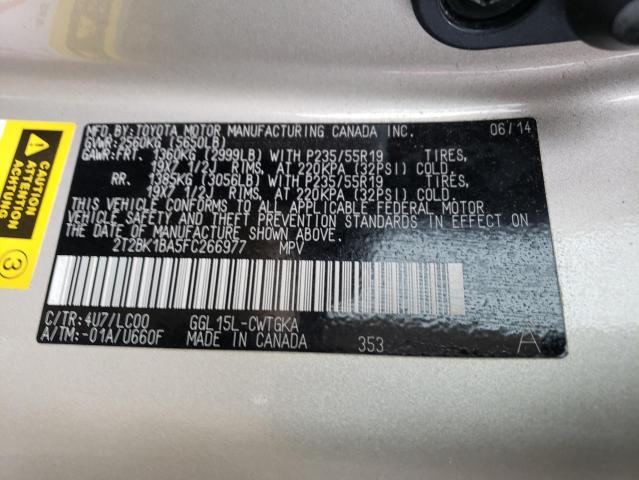 MFD. BY: TOYOTA MOTOR MANUFACTURING CANADA INC. 06/14
GVWR: 2560KG (5650LB)
GAWR: FRT. 1360KG (2999LB) WITH P235/55R19 TIRES,
19X7 1/2J RIMS, AT 220KPA (32PSI) COLD.
RR. 1385KG (3050LB) WITH P235/55R19 TIRES,
19X7 1/2J RIMS, AT 220KPA (32PSI) COLD.
THIS VEHICLE CONFORMS TO ALL APPLICABLE FEDERAL MOTOR
VEHICLE SAFETY AND THEFT PREVENTION STANDARDS IN EFFECT ON
THE DATE OF MANUFACTURE SHOWN ABOVE.
2T2BK1BA5FC266977 MPV
C/TR: 4U7/LC00 GGL15L-CWTGKA
A/TM: -01A/U660F MADE IN CANADA 353 A
CAUTION
ATTENTION
ACHTUNG
3